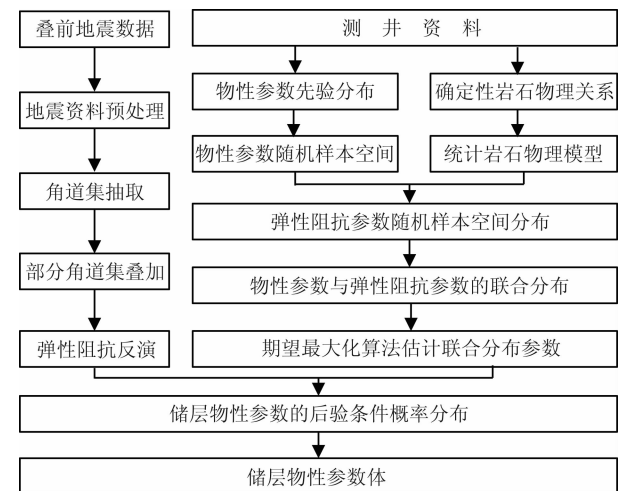 叠前地震数据
测 井 资 料
物性参数先验分布
确定性岩石物理关系
地震资料预处理
物性参数随机样本空间
统计岩石物理模型
角道集抽取
弹性阻抗参数随机样本空间分布
部分角道集叠加
物性参数与弹性阻抗参数的联合分布
弹性阻抗反演
期望最大化算法估计联合分布参数
储层物性参数的后验条件概率分布
储层物性参数体